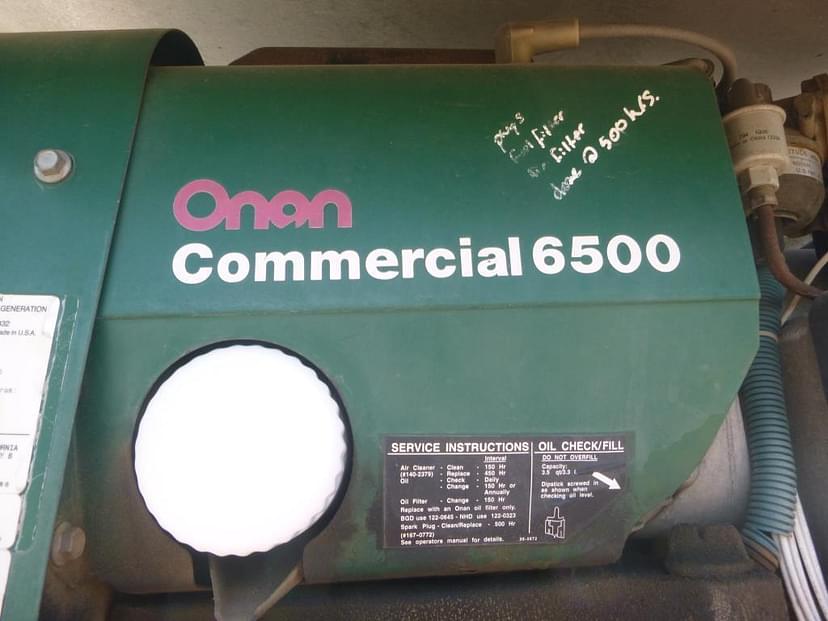 plugs
fuel filter
filter
done @ 500 hrs.
Onan
Commercial 6500
GENERATION
Made in U.S.A.
SERVICE INSTRUCTIONS
Interval
Air Cleaner - Clean - 150 Hr
(#140-2379) - Replace - 450 Hr
Oil - Check - Daily
- Change - 150 Hr or
Annually
Oil Filter - Change - 150 Hr
Replace with an Onan oil filter only.
BGD use 122-0645 - NHD use 122-0323
Spark Plug - Clean/Replace - 500 Hr
(#167-0772)
See operators manual for details.
OIL CHECK/FILL
DO NOT OVERFILL
Capacity:
3.5 qt/3.3 l.
Dipstick screwed in
as shown when
checking oil level.